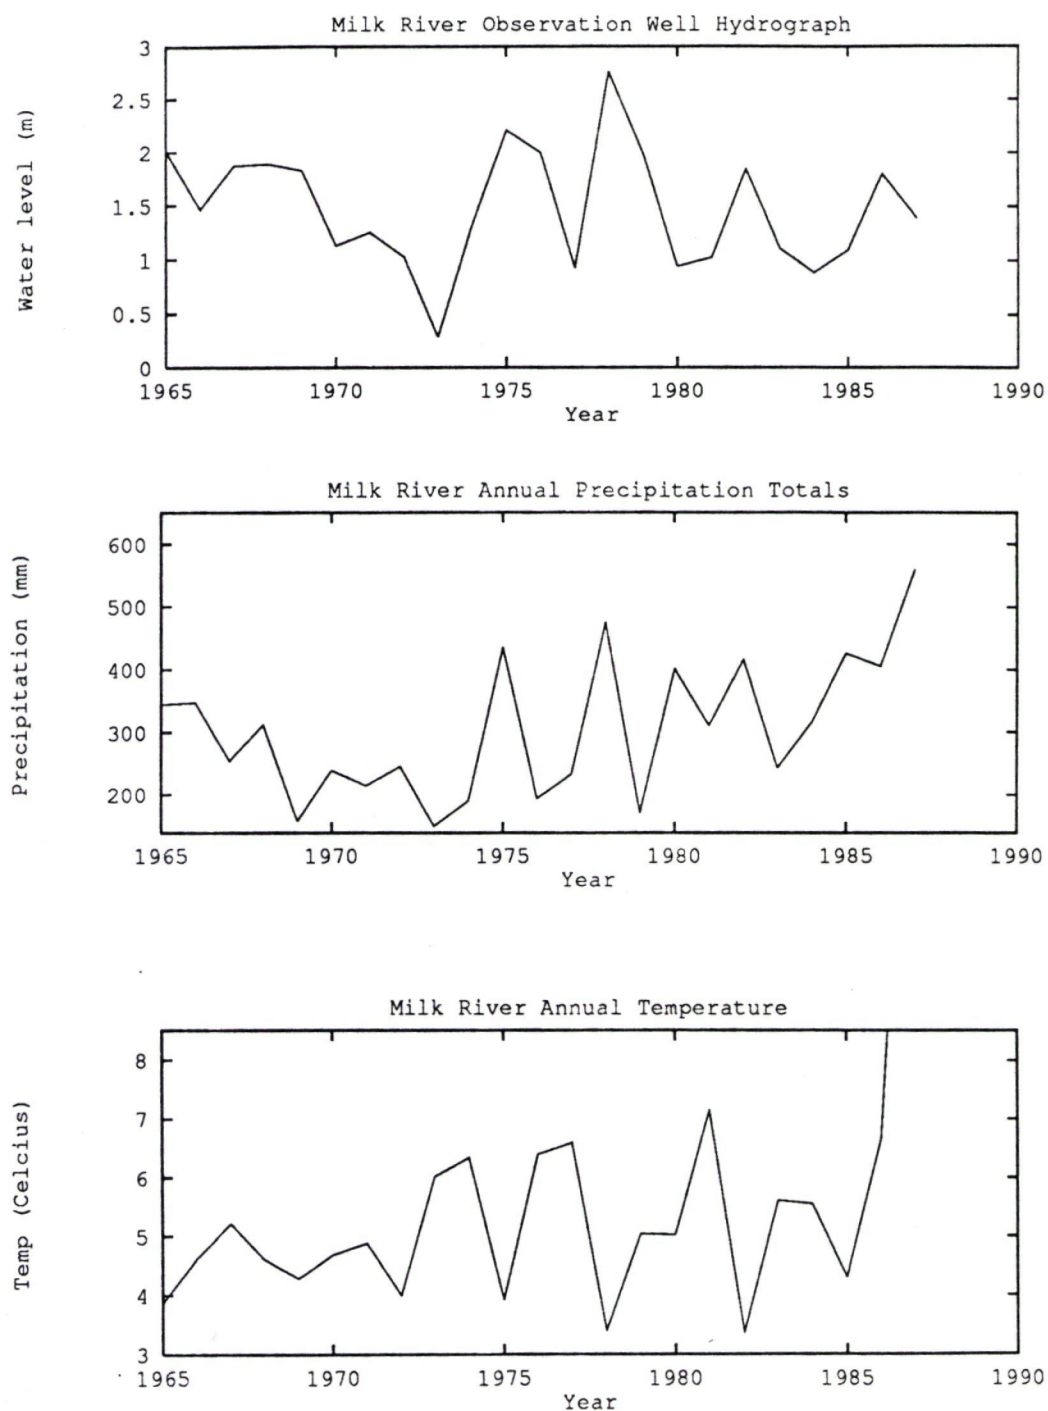 Milk River Observation Well Hydrograph
3
2.5
2
1.5
1
0.5
0
Water level (m)
1965 1970 1975 1980 1985 1990
Year
Milk River Annual Precipitation Totals
600
500
400
300
200
Precipitation (mm)
1965 1970 1975 1980 1985 1990
Year
Milk River Annual Temperature
8
7
6
5
4
3
Temp (Celcius)
1965 1970 1975 1980 1985 1990
Year